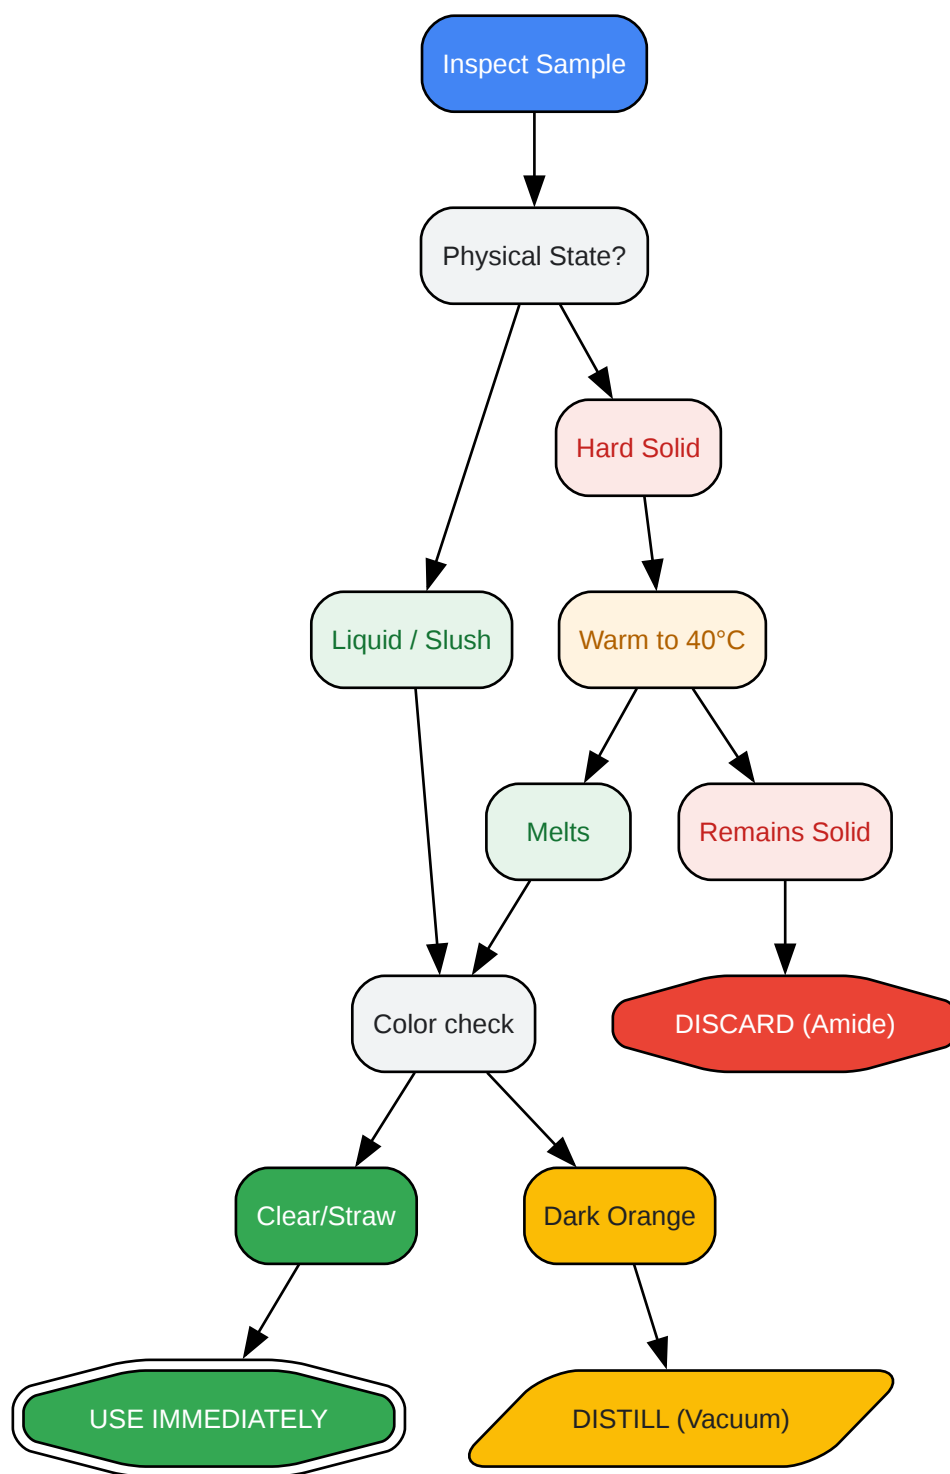 Inspect Sample
Physical State?
Hard Solid
Liquid / Slush
Warm to 40°C
Melts
Remains Solid
Color check
DISCARD (Amide)
Clear/Straw
Dark Orange
USE IMMEDIATELY
DISTILL (Vacuum)